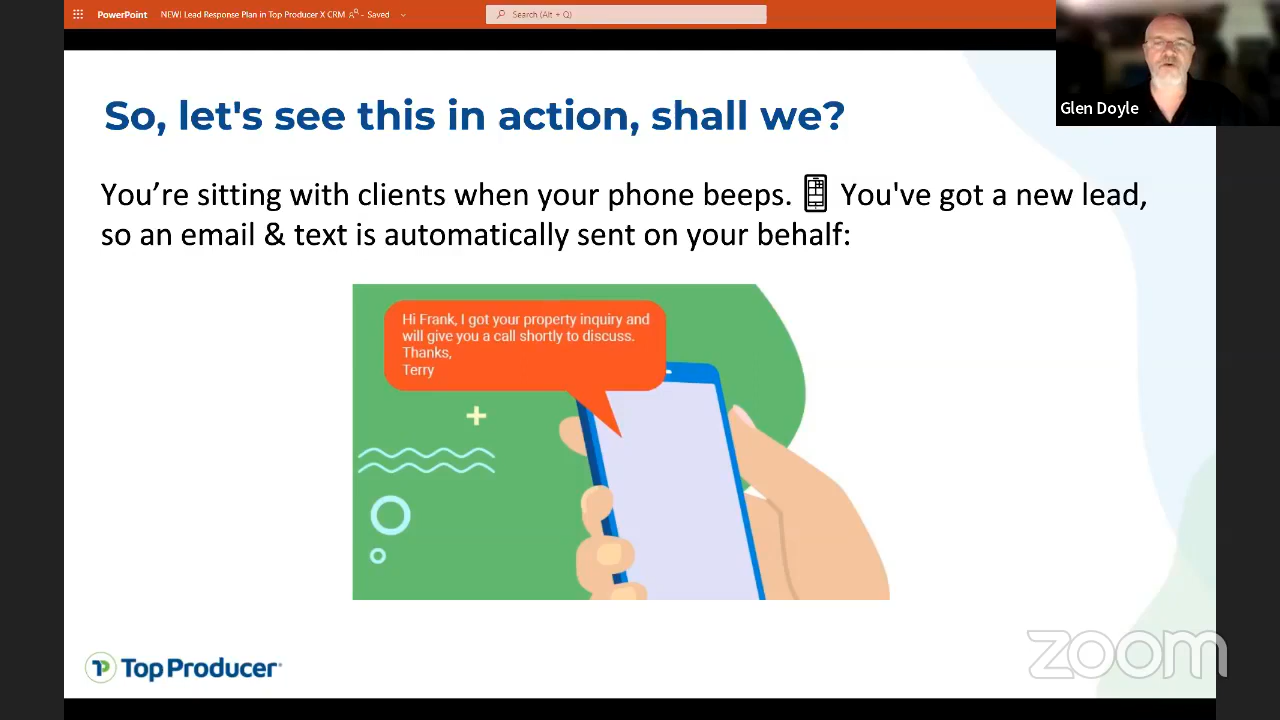 PowerPoint NEW! Lead Response Plan in Top Producer X CRM - Saved
Search (Alt + Q)
Glen Doyle
So, let's see this in action, shall we?
You’re sitting with clients when your phone beeps. You've got a new lead,
so an email & text is automatically sent on your behalf:
Hi Frank, I got your property inquiry and
will give you a call shortly to discuss.
Thanks,
Terry
Top Producer
zoom